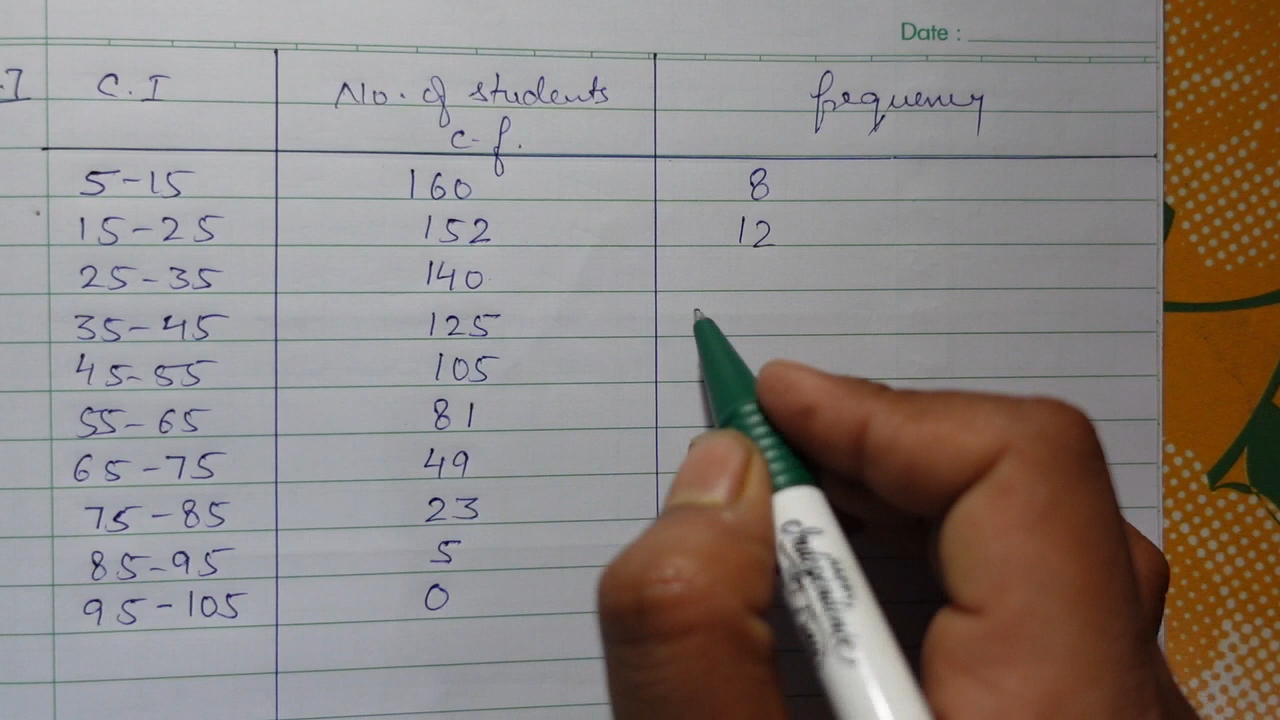 Date :
.I C. I No. of students frequency
c.f.
5-15 160 8
15-25 152 12
25-35 140
35-45 125
45-55 105
55-65 81
65-75 49
75-85 23
85-95 5
95-105 0